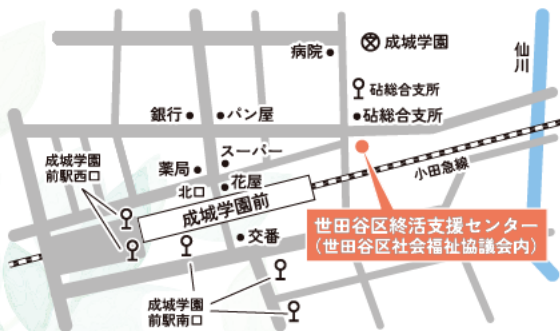 病院
成城学園
仙川
砧総合支所
銀行
パン屋
砧総合支所
成城学園
前駅西口
スーパー
薬局
北口
花屋
小田急線
成城学園前
世田谷区終活支援センター
（世田谷区社会福祉協議会内）
交番
成城学園
前駅南口